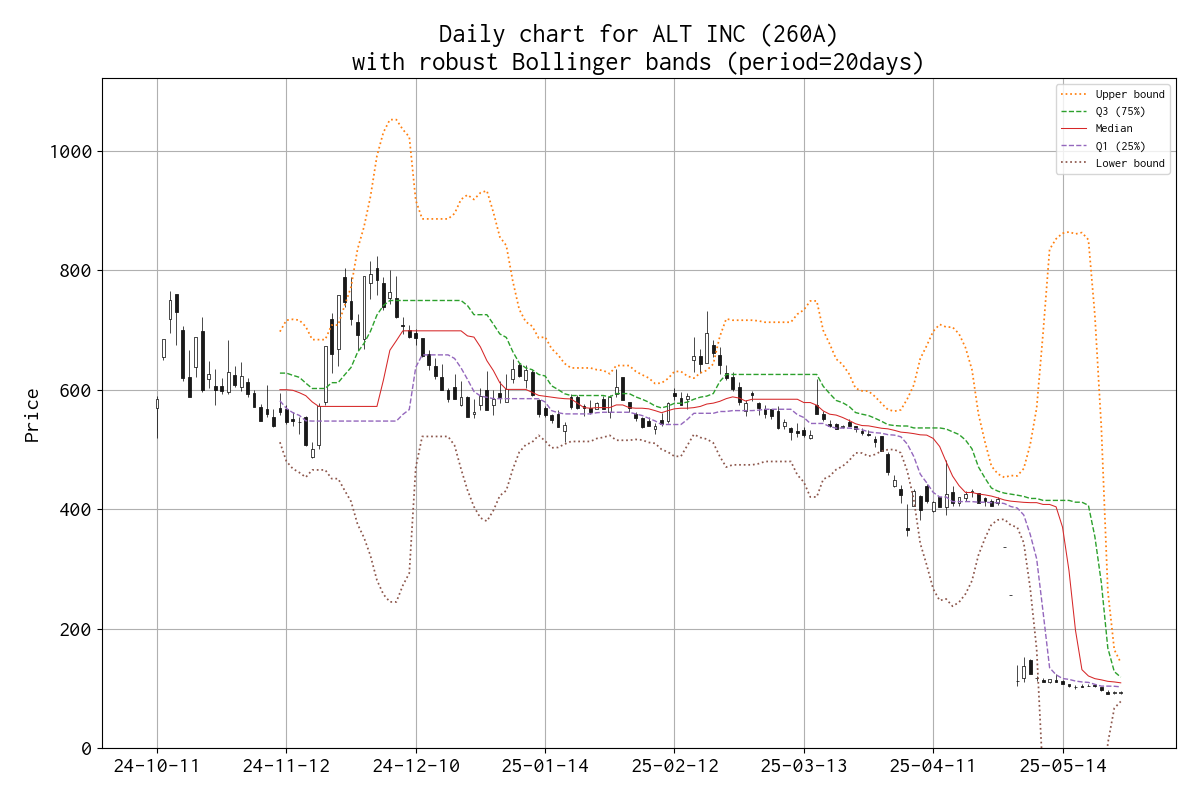 Daily chart for ALT INC (260A)
with robust Bollinger bands (period=20days)
Upper bound
Q3 (75%)
Median
Q1 (25%)
Lower bound
Price
1000
800
600
400
200
0
24-10-11
24-11-12
24-12-10
25-01-14
25-02-12
25-03-13
25-04-11
25-05-14